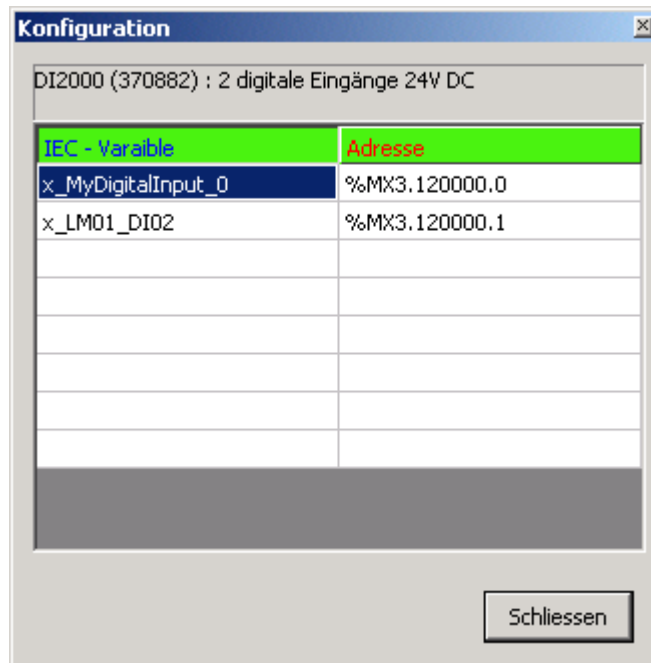 Konfiguration
DI2000 (370882) : 2 digitale Eingänge 24V DC
IEC - Varaible Adresse
x_MyDigitalInput_0 %MX3.120000.0
x_LM01_DI02 %MX3.120000.1
Schliessen